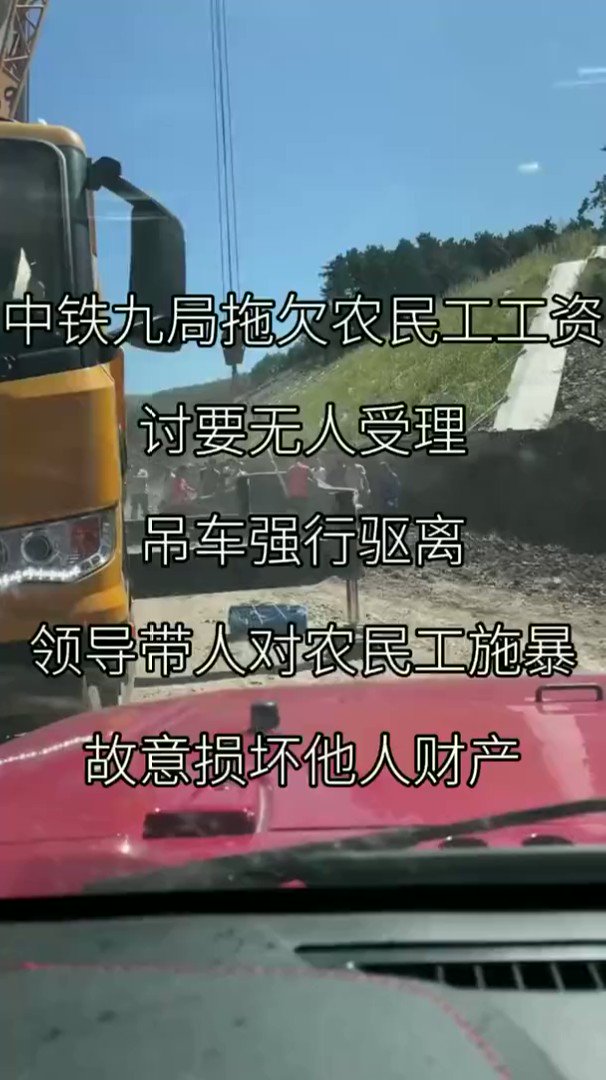 中铁九局拖欠农民工工资
讨要无人受理
吊车强行驱离
领导带人对农民工施暴
故意损坏他人财产